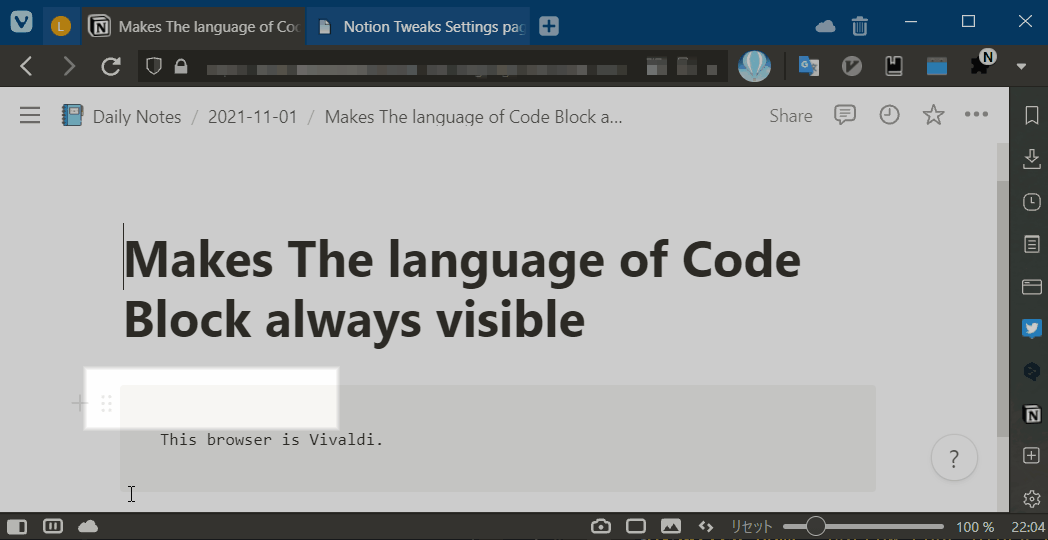 L
Makes The language of Co
Notion Tweaks Settings pag
N
Daily Notes / 2021-11-01 / Makes The language of Code Block a...
Share
Makes The language of Code
Block always visible
This browser is Vivaldi.
?
リセット
100 %
22:04